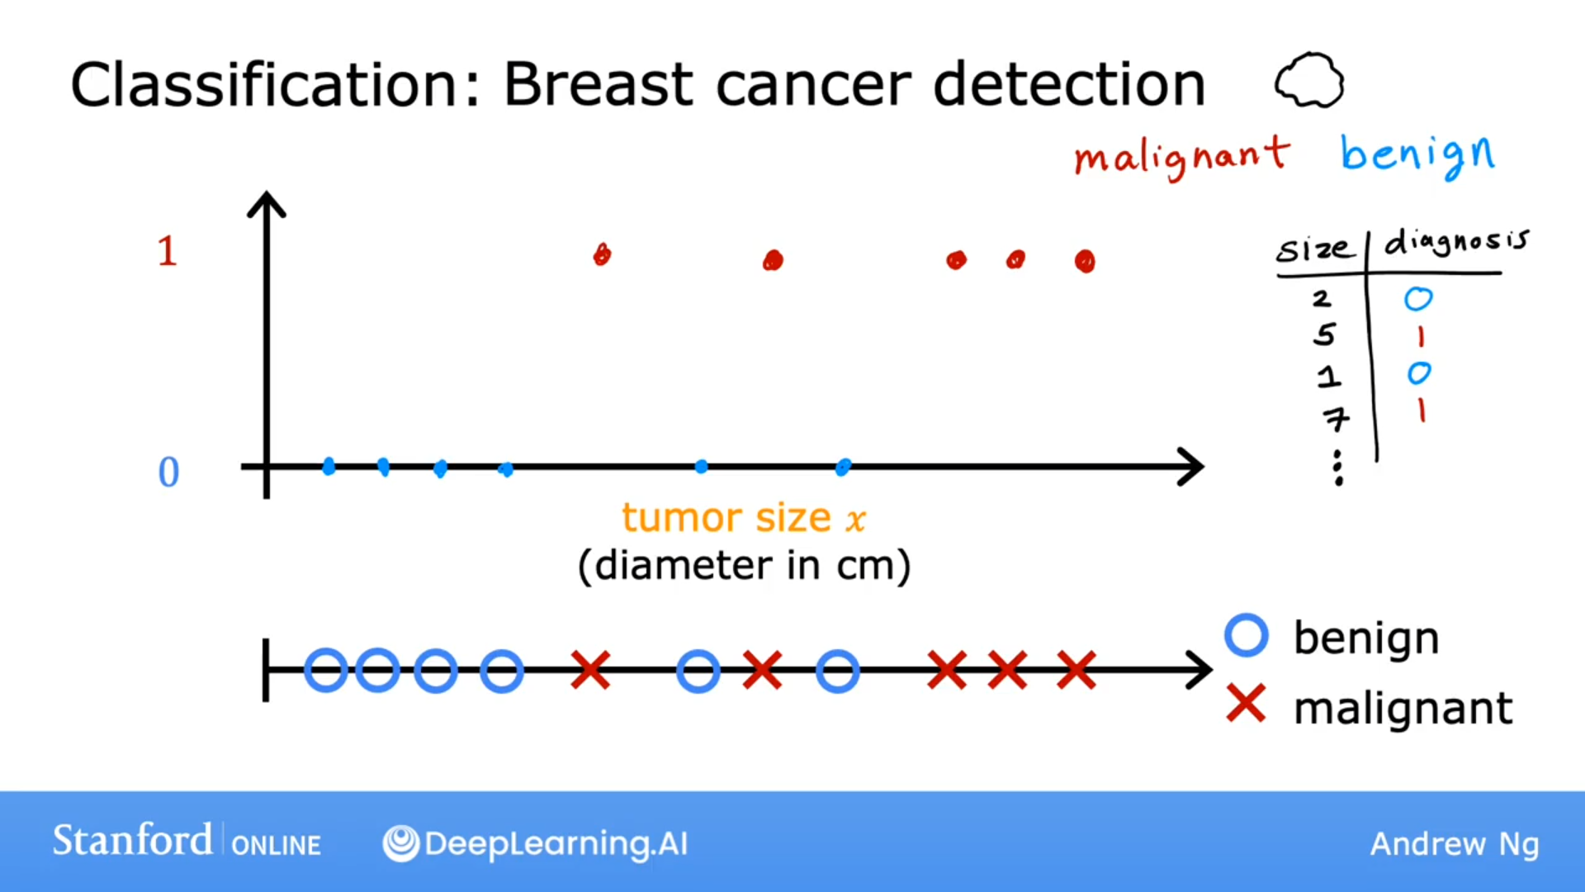 Classification: Breast cancer detection
malignant benign
size diagnosis
2 0
5 1
1 0
7 1
⋮
1
0
tumor size x
(diameter in cm)
benign
malignant
Stanford ONLINE DeepLearning.AI Andrew Ng